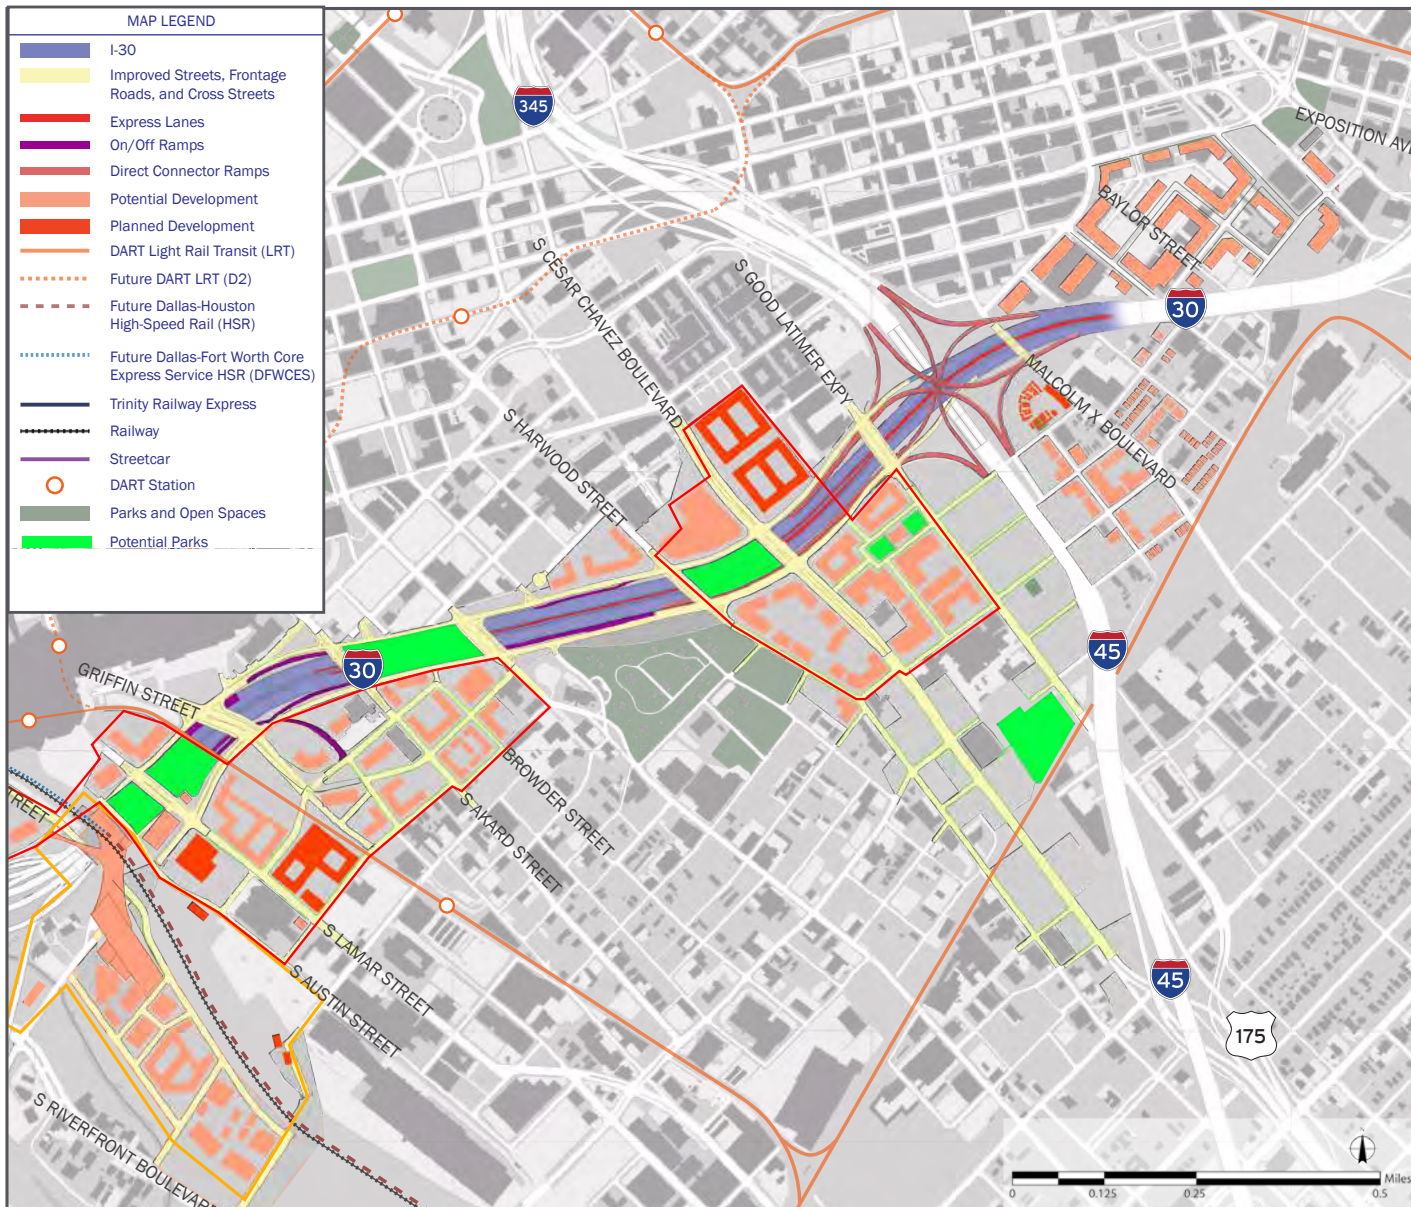 MAP LEGEND
I-30
Improved Streets, Frontage
Roads, and Cross Streets
Express Lanes
On/Off Ramps
Direct Connector Ramps
Potential Development
Planned Development
DART Light Rail Transit (LRT)
Future DART LRT (D2)
Future Dallas-Houston
High-Speed Rail (HSR)
Future Dallas-Fort Worth Core
Express Service HSR (DFWCES)
Trinity Railway Express
Railway
Streetcar
DART Station
Parks and Open Spaces
Potential Parks
345
EXPOSITION AVE
BAYLOR STREET
30
S CESAR CHAVEZ BOULEVARD
S GOOD LATIMER EXPY
MALCOLM X BOULEVARD
S HARWOOD STREET
30
GRIFFIN STREET
45
BROWDER STREET
S AKARD STREET
TREET
S LAMAR STREET
S AUSTIN STREET
45
175
S RIVERFRONT BOULEVAR
N
Miles
0
0.125
0.25
0.5